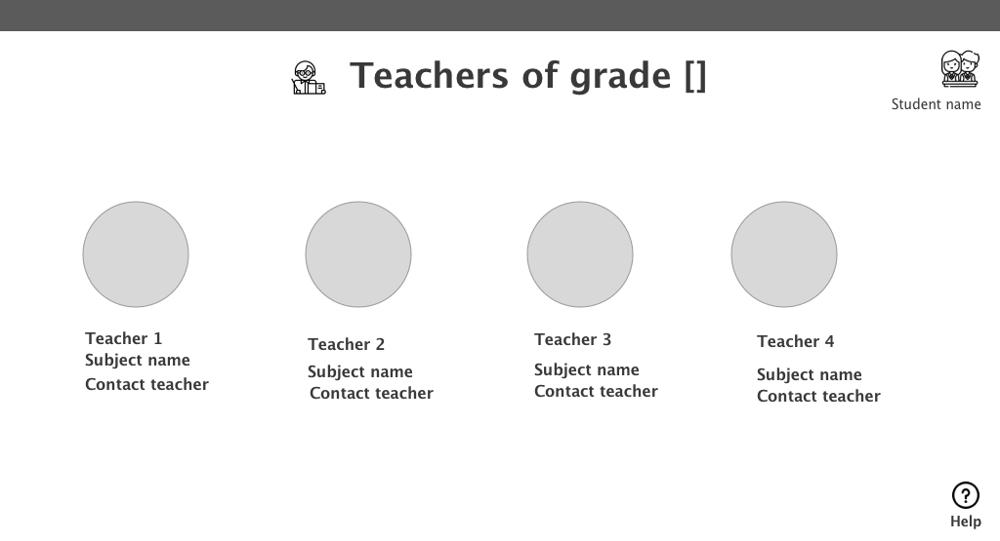 Teachers of grade []
Student name
Teacher 1
Subject name
Contact teacher
Teacher 2
Subject name
Contact teacher
Teacher 3
Subject name
Contact teacher
Teacher 4
Subject name
Contact teacher
?
Help